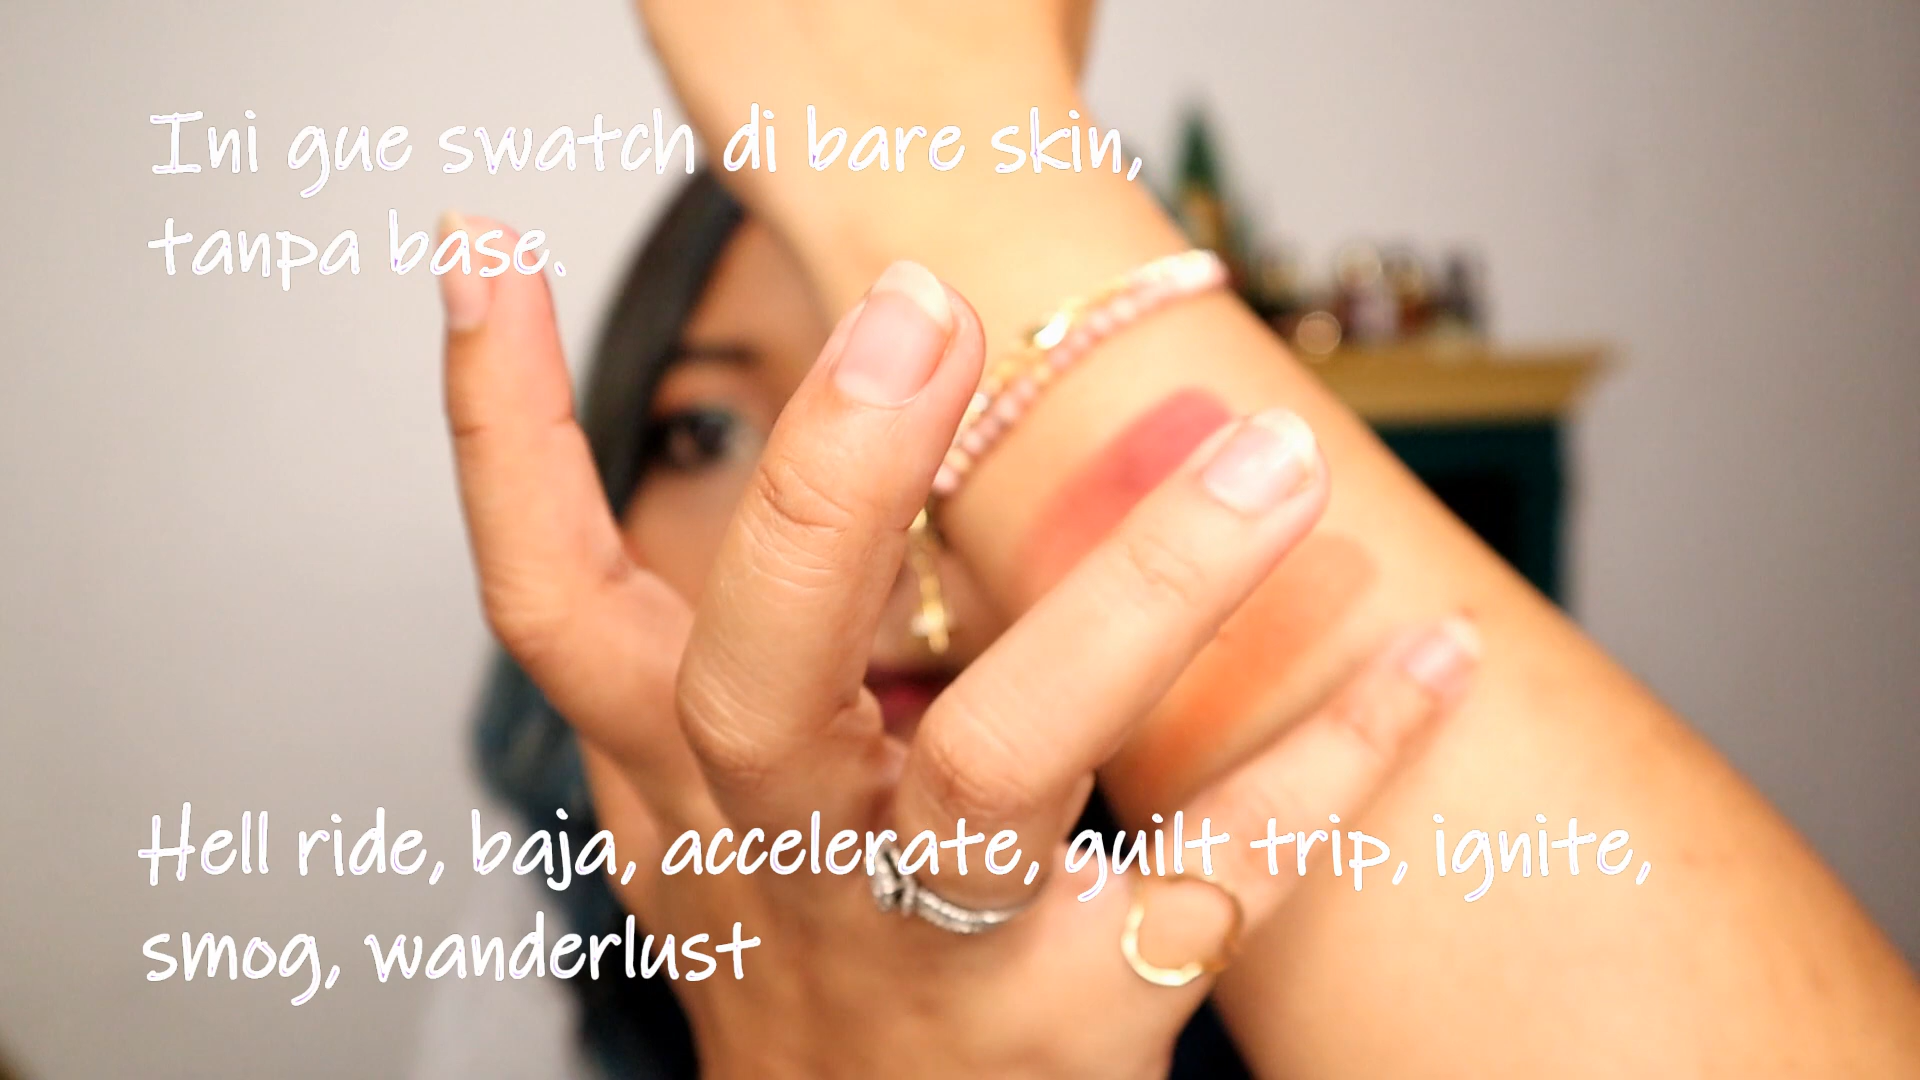 Ini gue swatch di bare skin,
tanpa base.
Hell ride, baja, accelerate, guilt trip, ignite,
smog, wanderlust